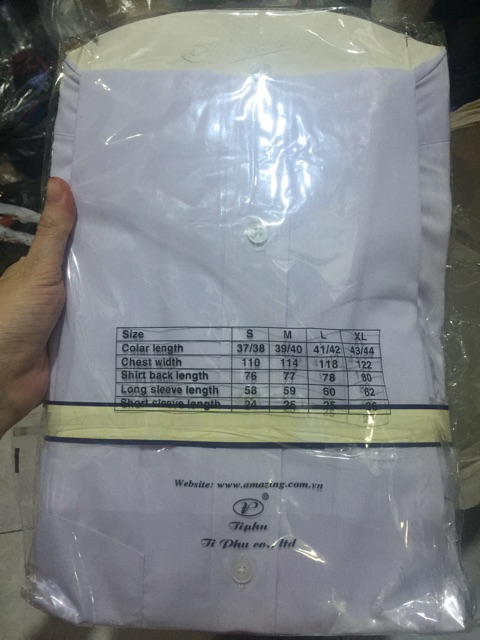 Size S M L XL
Colar length 37/38 39/40 41/42 43/44
Chest width 110 114 118 122
Shirt back length 76 77 78 80
Long sleeve length 58 59 60 62
Short sleeve length 24 25
Website: www.amazing.com.vn
®
Tiphu
Ti Phu co., ltd